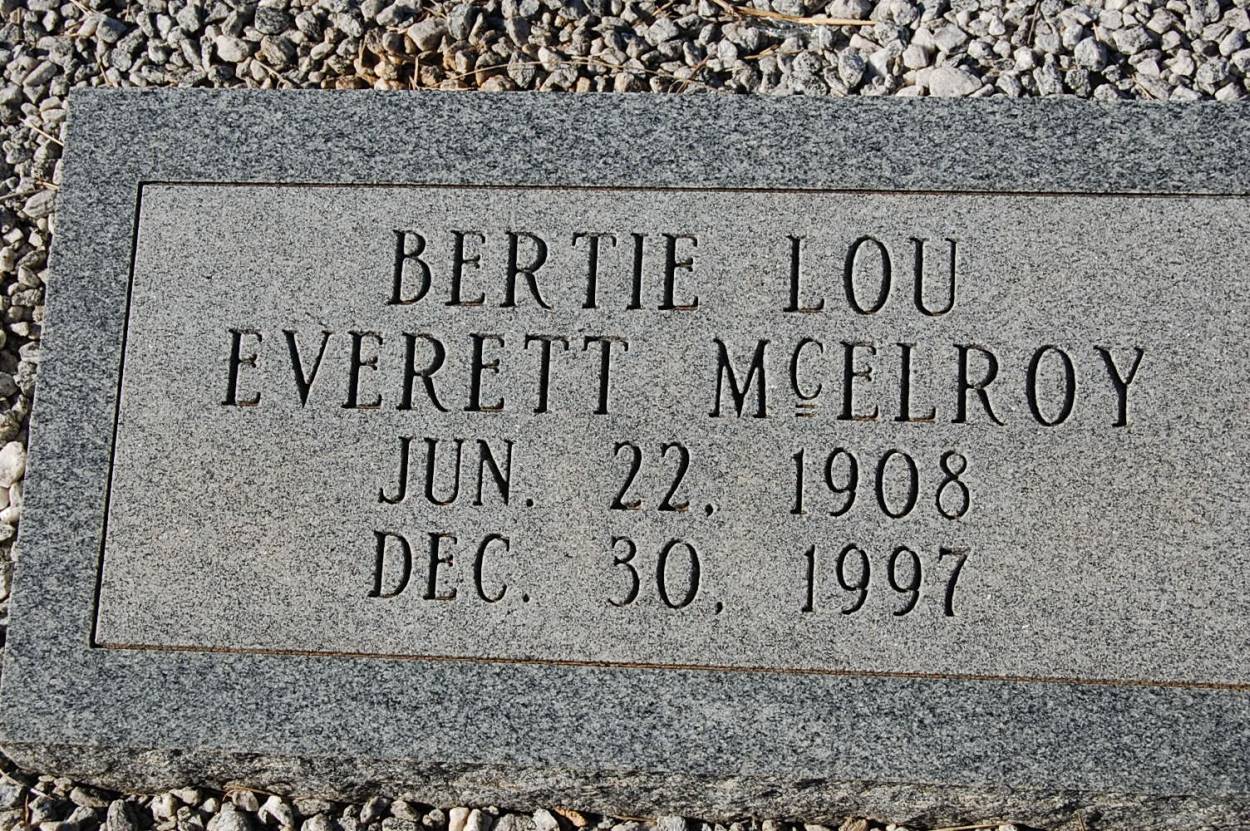 BERTIE LOU
EVERETT McELROY
JUN. 22, 1908
DEC. 30, 1997